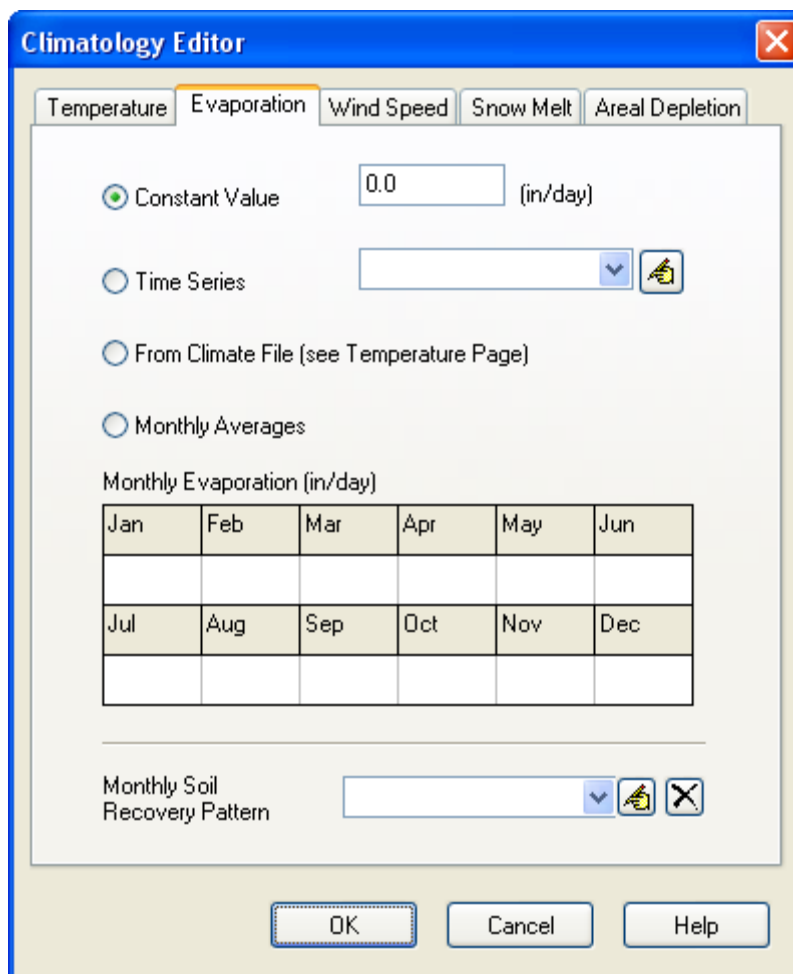 Climatology Editor
Temperature Evaporation Wind Speed Snow Melt Areal Depletion
Constant Value 0.0 (in/day)
Time Series
From Climate File (see Temperature Page)
Monthly Averages
Monthly Evaporation (in/day)
Jan Feb Mar Apr May Jun
Jul Aug Sep Oct Nov Dec
Monthly Soil
Recovery Pattern
OK Cancel Help